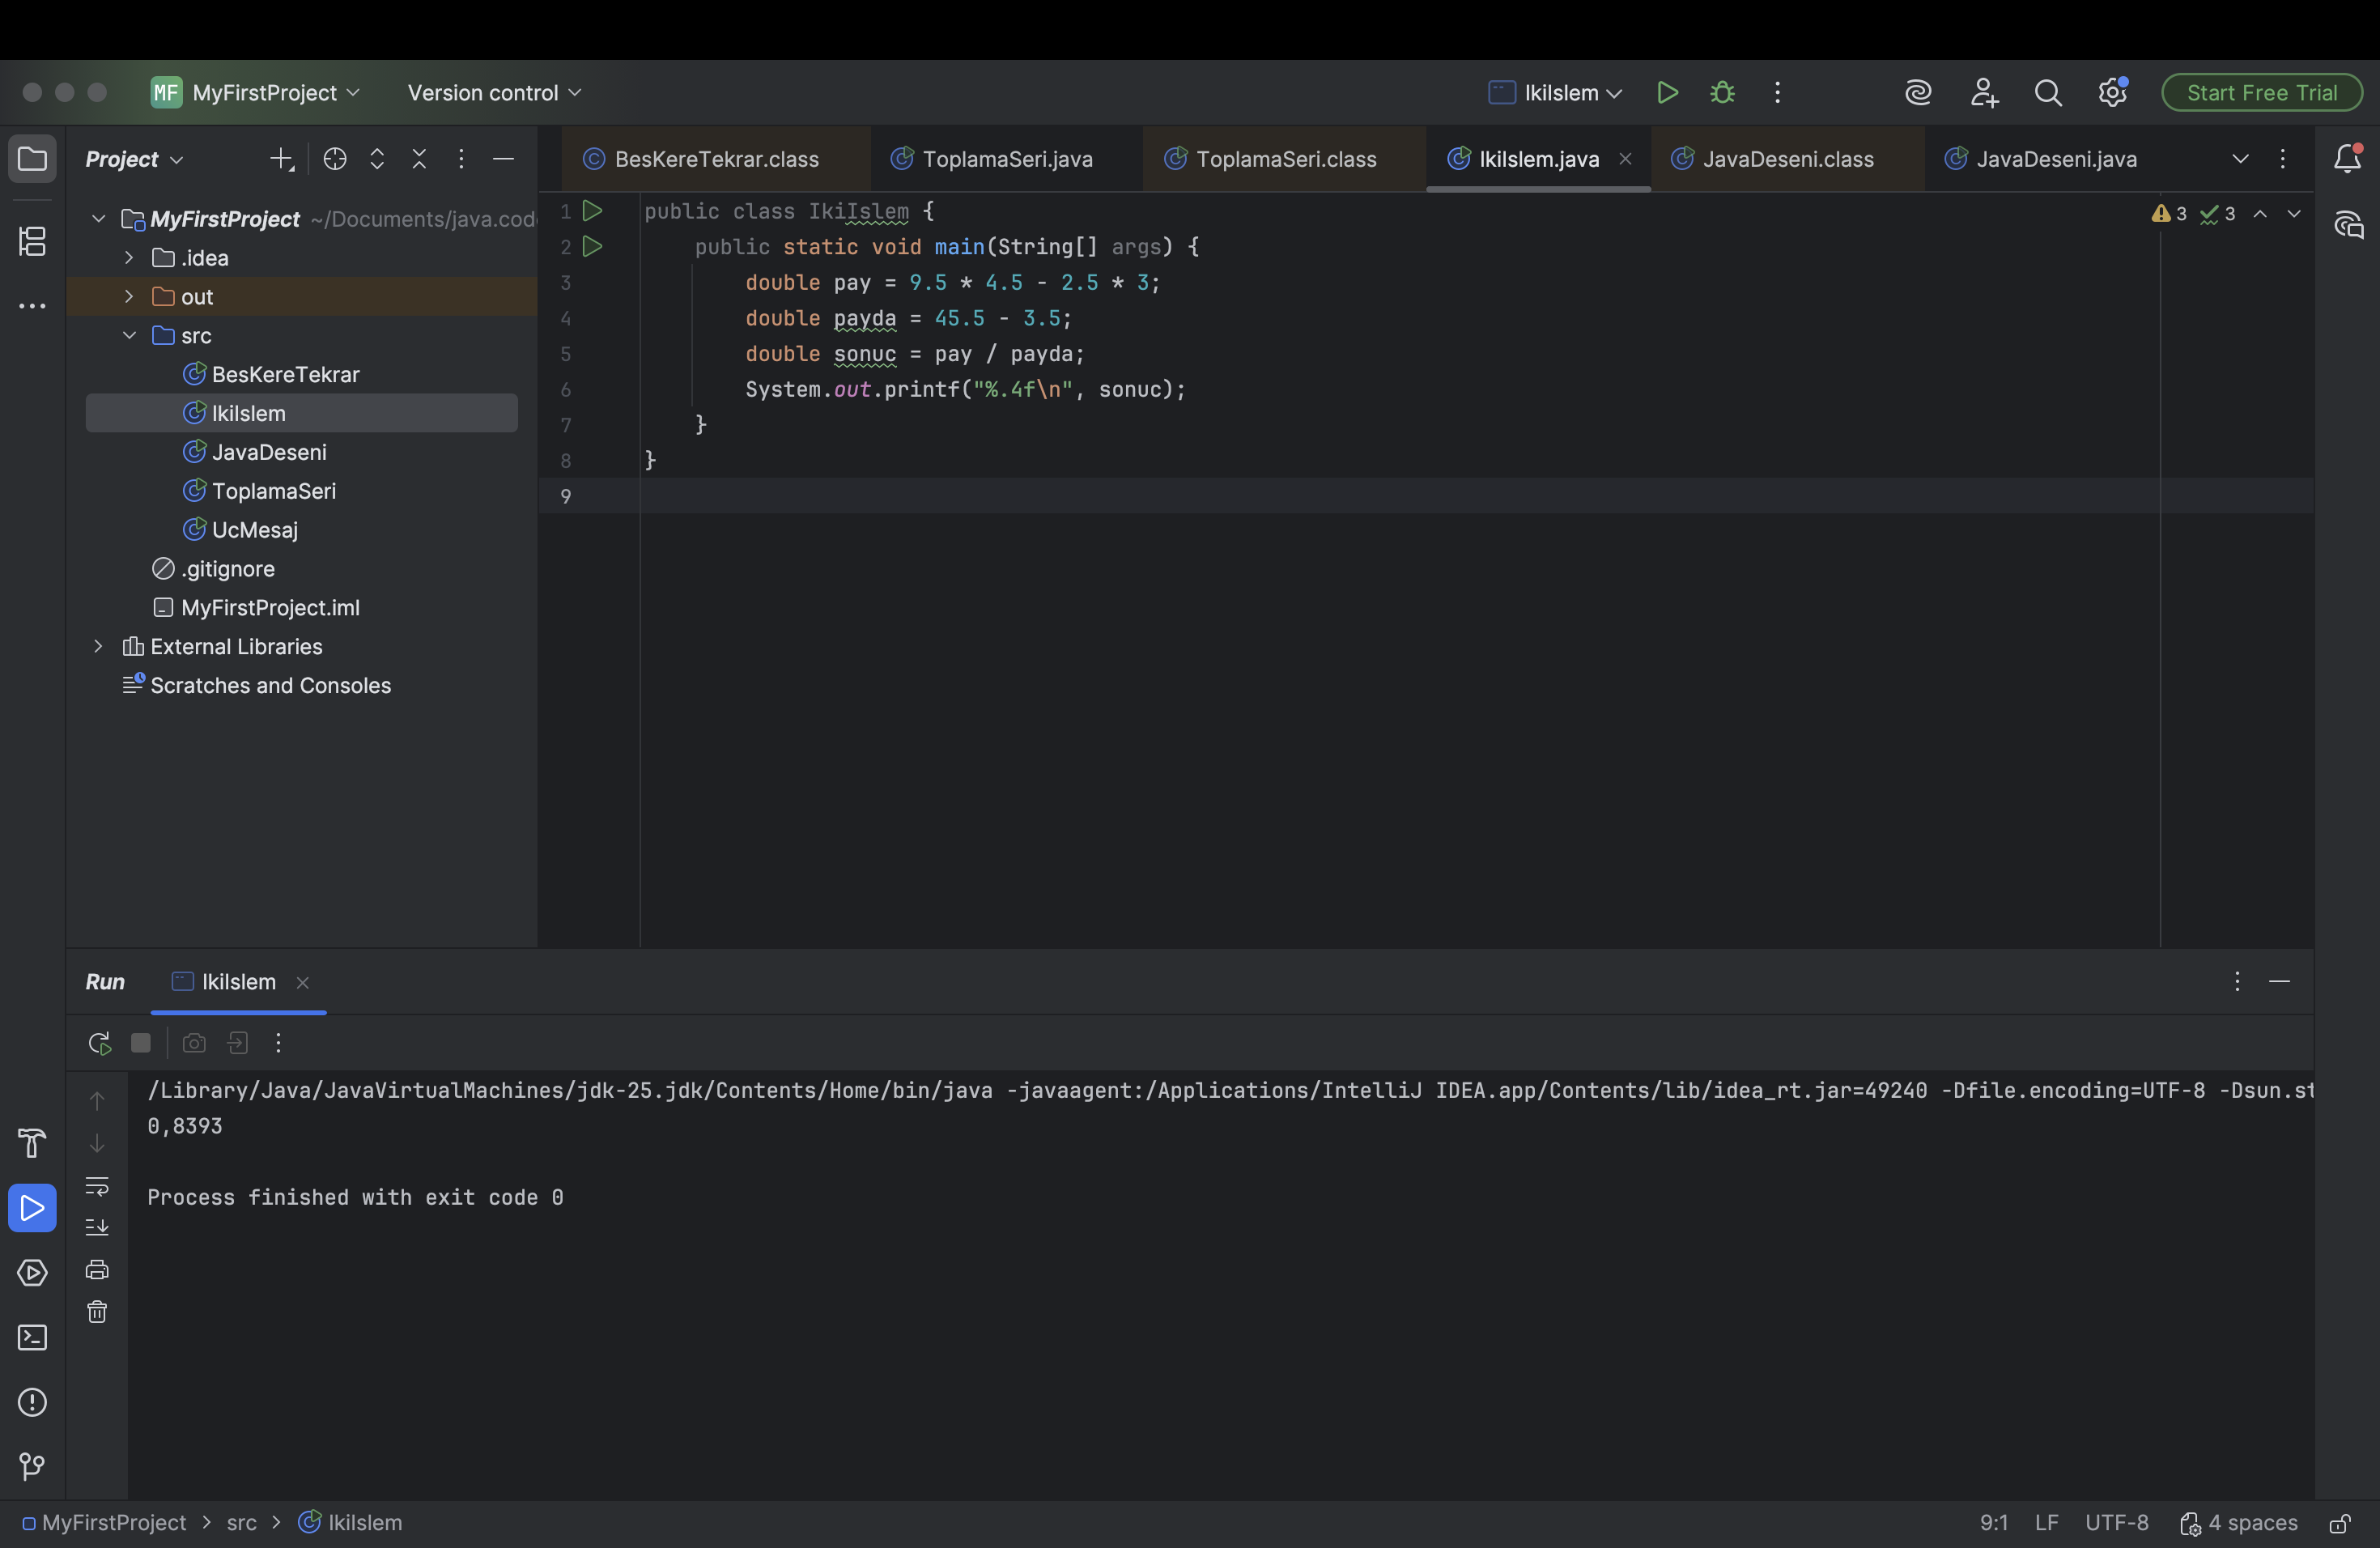 MF MyFirstProject Version control IkiIslem Start Free Trial
Project
BesKereTekrar.class ToplamaSeri.java ToplamaSeri.class IkiIslem.java JavaDeseni.class JavaDeseni.java
MyFirstProject ~/Documents/java.cod
.idea
out
src
BesKereTekrar
IkiIslem
JavaDeseni
ToplamaSeri
UcMesaj
.gitignore
MyFirstProject.iml
External Libraries
Scratches and Consoles
3 3
1 public class IkiIslem {
2 public static void main(String[] args) {
3 double pay = 9.5 * 4.5 - 2.5 * 3;
4 double payda = 45.5 - 3.5;
5 double sonuc = pay / payda;
6 System.out.printf("%.4f\n", sonuc);
7 }
8 }
9
Run IkiIslem
/Library/Java/JavaVirtualMachines/jdk-25.jdk/Contents/Home/bin/java -javaagent:/Applications/IntelliJ IDEA.app/Contents/lib/idea_rt.jar=49240 -Dfile.encoding=UTF-8 -Dsun.st
0,8393
Process finished with exit code 0
MyFirstProject > src > IkiIslem 9:1 LF UTF-8 4 spaces